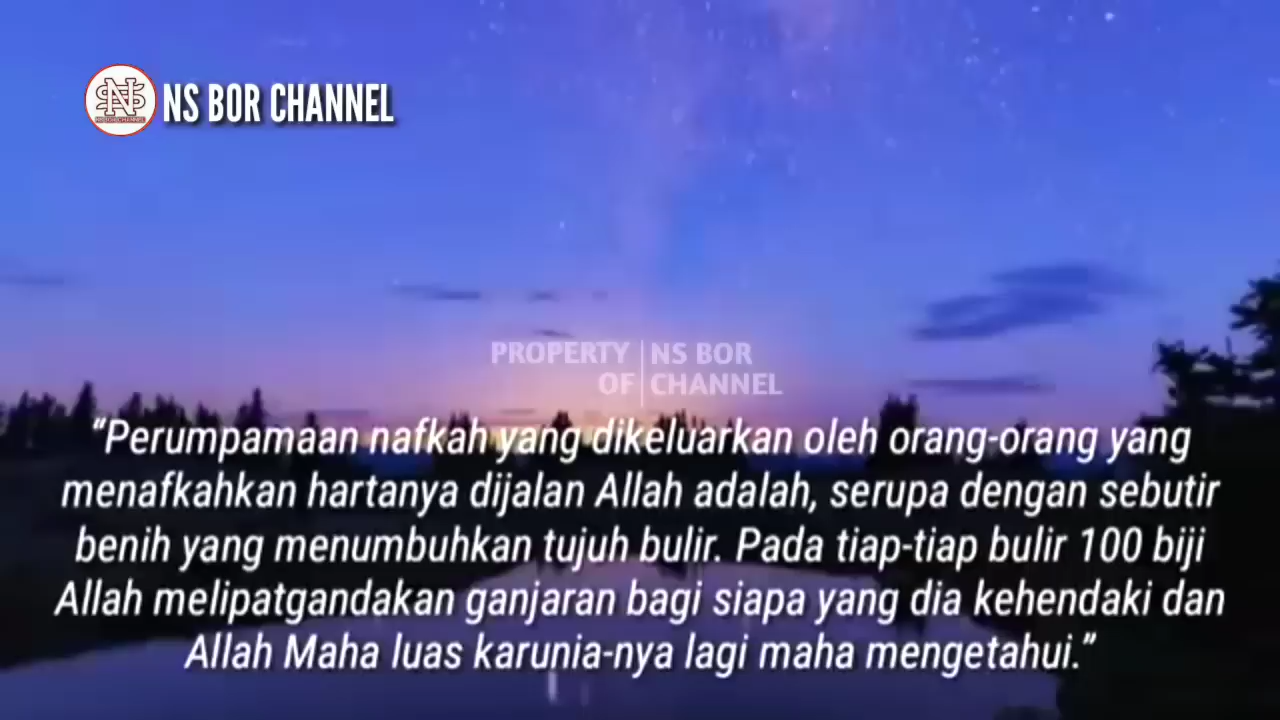 NS BOR CHANNEL
PROPERTY OF
NS BOR CHANNEL
“Perumpamaan nafkah yang dikeluarkan oleh orang-orang yang
menafkahkan hartanya dijalan Allah adalah, serupa dengan sebutir
benih yang menumbuhkan tujuh bulir. Pada tiap-tiap bulir 100 biji
Allah melipatgandakan ganjaran bagi siapa yang dia kehendaki dan
Allah Maha luas karunia-nya lagi maha mengetahui.”